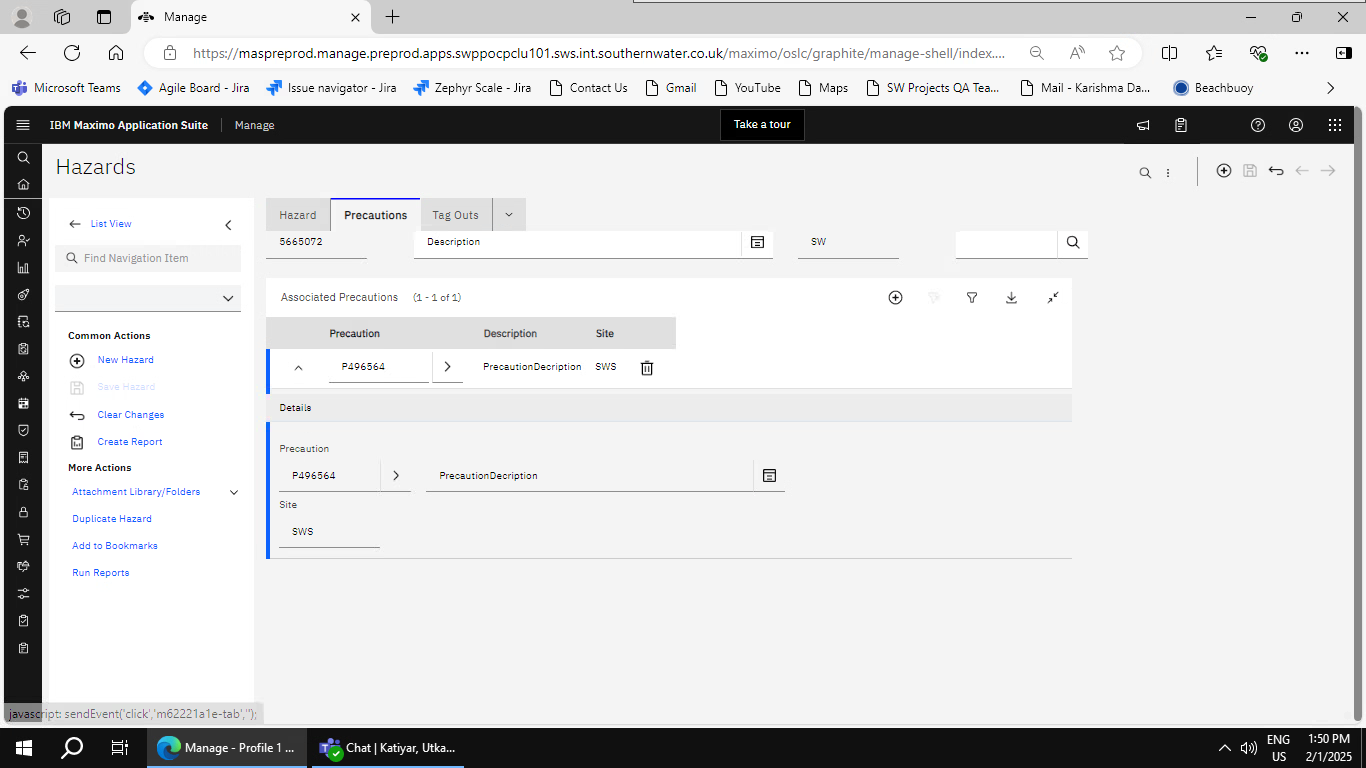 Manage
https://maspreprod.manage.preprod.apps.swppocpclu101.sws.int.southernwater.co.uk/maximo/oslc/graphite/manage-shell/index....
Microsoft Teams
Agile Board - Jira
Issue navigator - Jira
Zephyr Scale - Jira
Contact Us
Gmail
YouTube
Maps
SW Projects QA Tea...
Mail - Karishma Da...
Beachbuoy
IBM Maximo Application Suite
Manage
Take a tour
Hazards
List View
Find Navigation Item
Common Actions
New Hazard
Save Hazard
Clear Changes
Create Report
More Actions
Attachment Library/Folders
Duplicate Hazard
Add to Bookmarks
Run Reports
Hazard
Precautions
Tag Outs
5665072
Description
SW
Associated Precautions (1 - 1 of 1)
Precaution Description Site
P496564 PrecautionDecription SWS
Details
Precaution
P496564 PrecautionDecription
Site
SWS
javascript: sendEvent('click','m62221a1e-tab','');
Manage - Profile 1 ...
Chat | Katiyar, Utka...
ENG
US
1:50 PM
2/1/2025